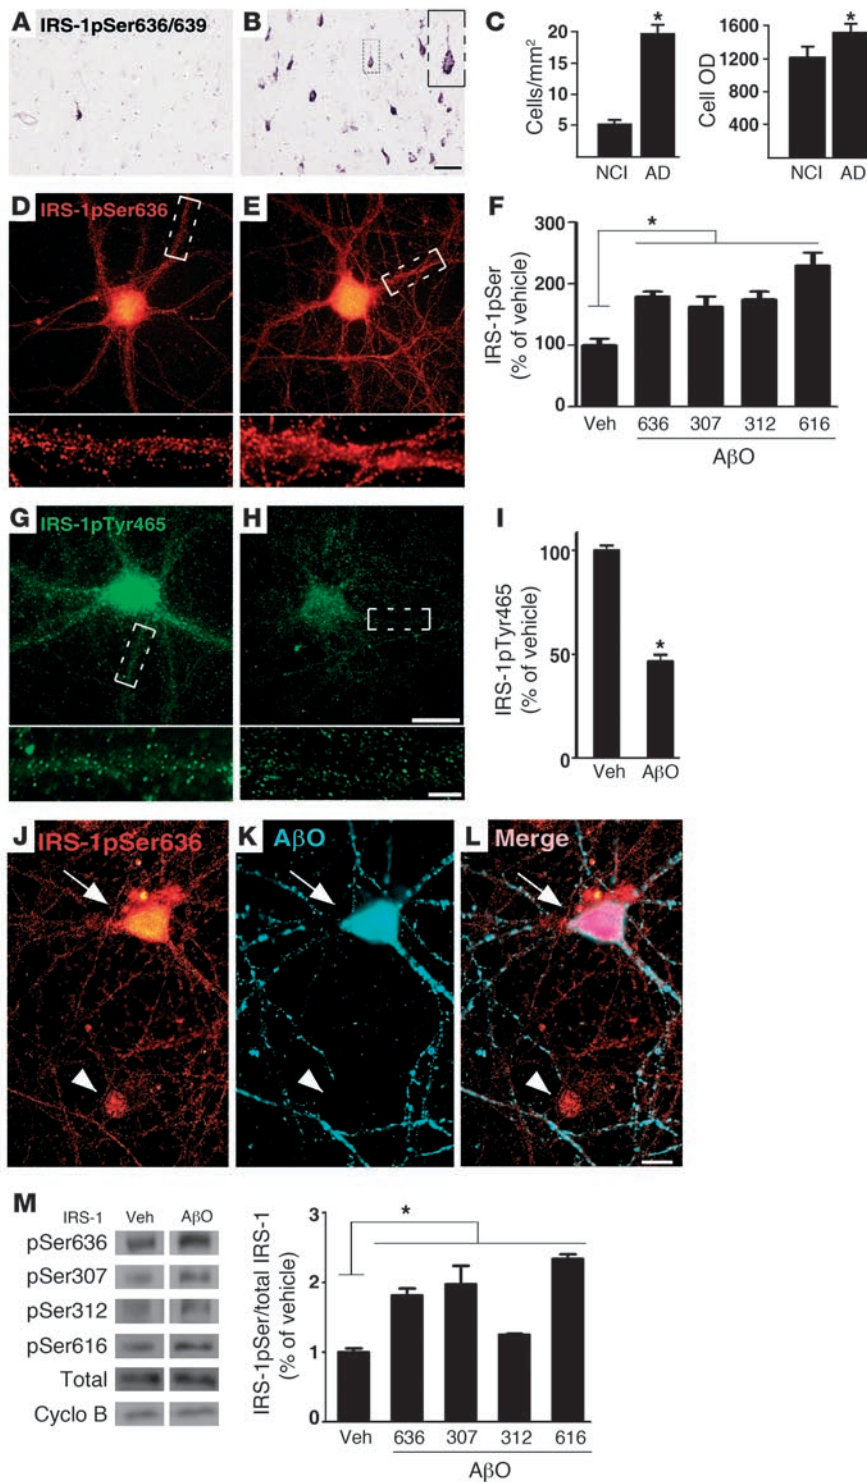 A IRS-1pSer636/639
B
C
Cells/mm²
20
15
10
5
NCI AD
*
Cell OD
1600
1200
800
400
NCI AD
*
D IRS-1pSer636
E
F
IRS-1pSer
(% of vehicle)
300
200
100
0
*
Veh 636 307 312 616
AβO
G IRS-1pTyr465
H
I
IRS-1pTyr465
(% of vehicle)
100
50
0
*
Veh AβO
J IRS-1pSer636
K AβO
L Merge
M
IRS-1 Veh AβO
pSer636
pSer307
pSer312
pSer616
Total
Cyclo B
IRS-1pSer/total IRS-1
(% of vehicle)
3
2
1
0
*
Veh 636 307 312 616
AβO